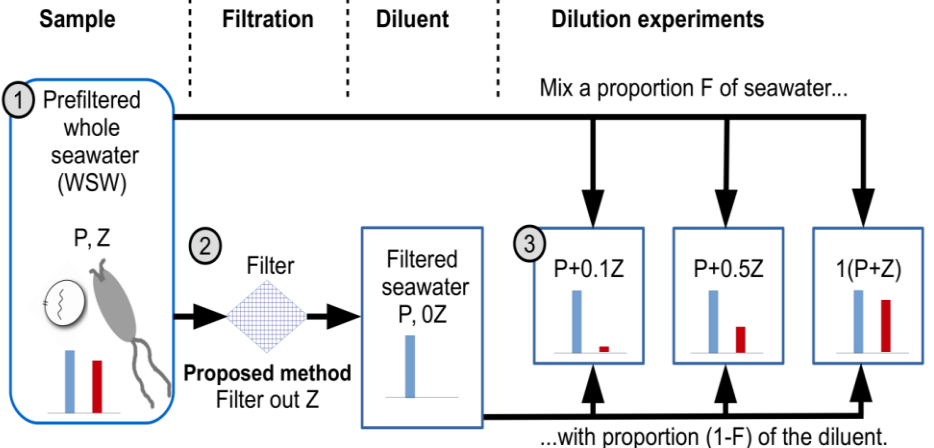 Sample
Filtration
Diluent
Dilution experiments
1
Prefiltered
whole
seawater
(WSW)
P, Z
2
Filter
Proposed method
Filter out Z
Filtered
seawater
P, 0Z
Mix a proportion F of seawater...
3
P+0.1Z
P+0.5Z
1(P+Z)
...with proportion (1-F) of the diluent.